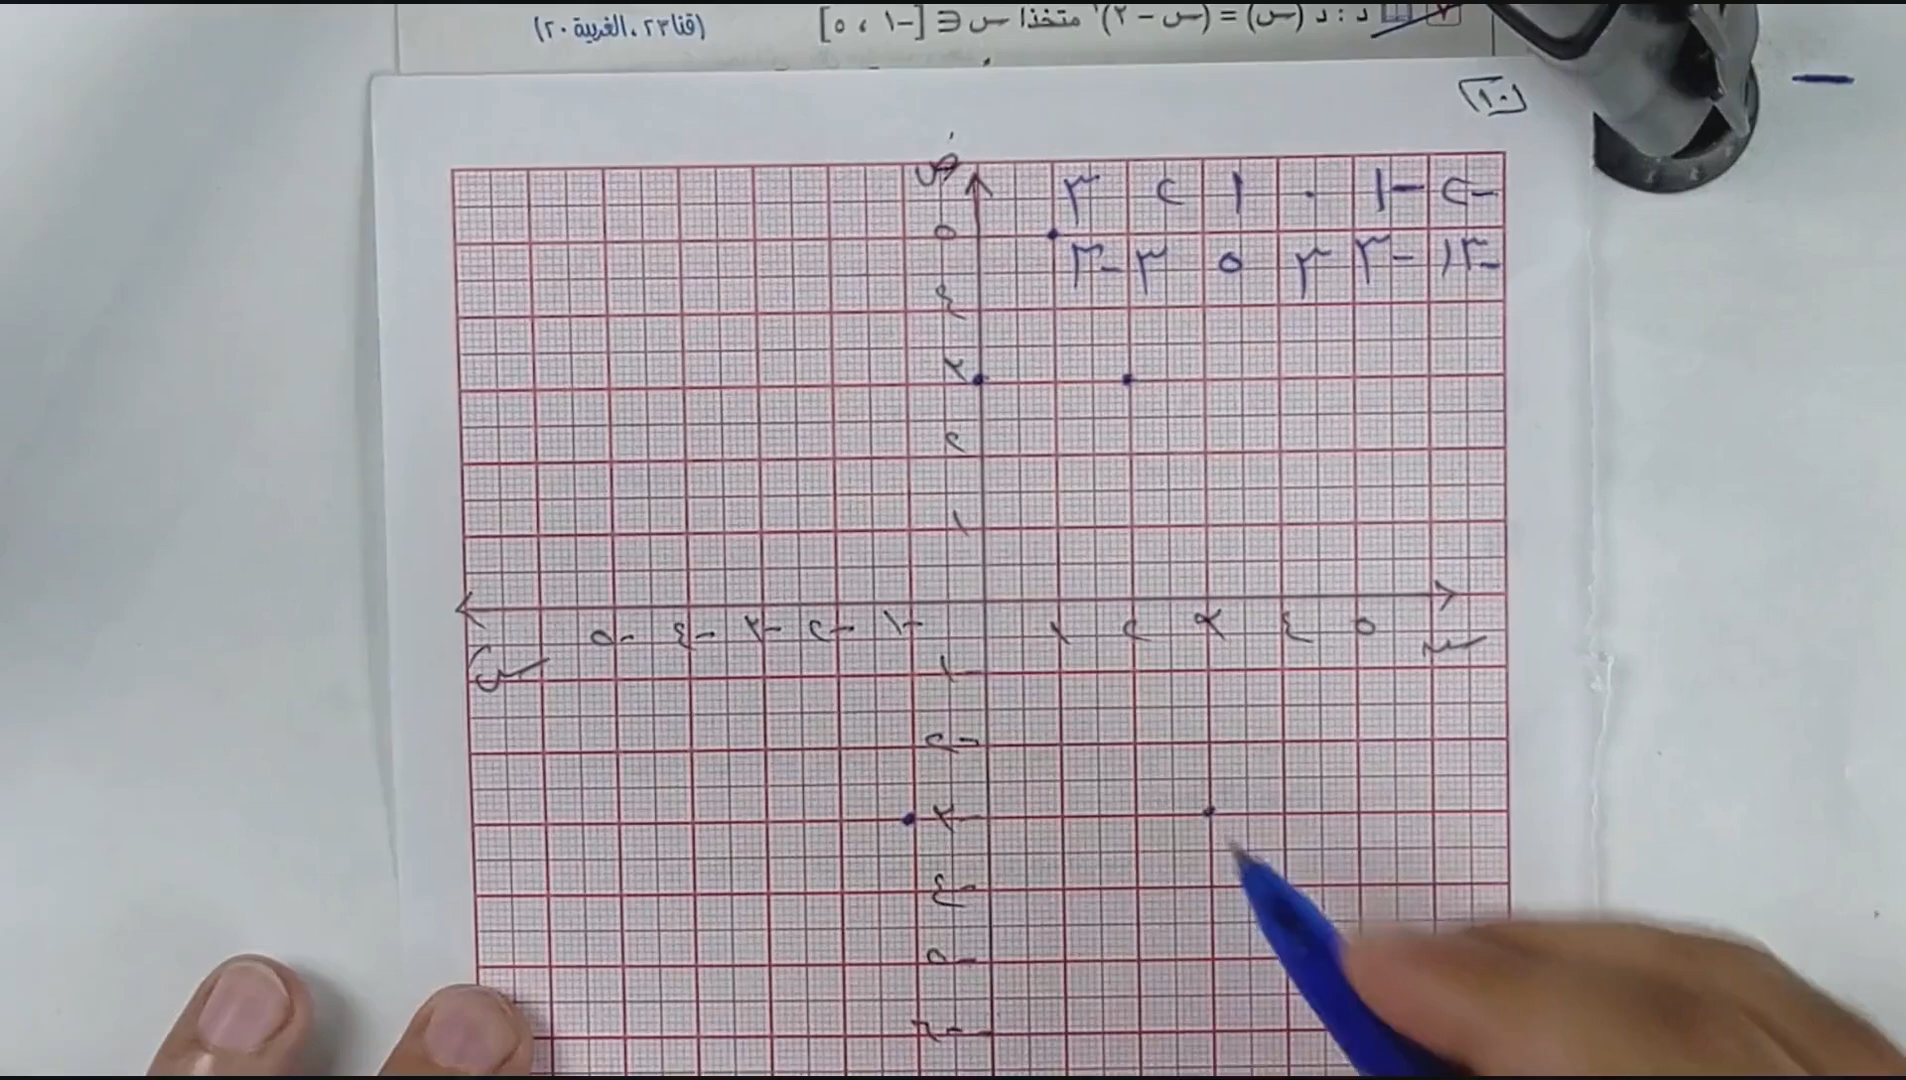 د : د (س) = (س - ٢)٢ متخذا س ∈ [-١ ، ٥]
(قنا ٢٣ ، الغربية ٢٠)
١٠
-٢ -١ ٠ ١ ٢ ٣
-١٣ -٣ ٣ ٥ ٣ -٣
ص
٥
٤
٣
٢
١
-٥ -٤ -٣ -٢ -١ ١ ٢ ٣ ٤ ٥
س س
-١
-٢
-٣
-٤
-٥
-٦